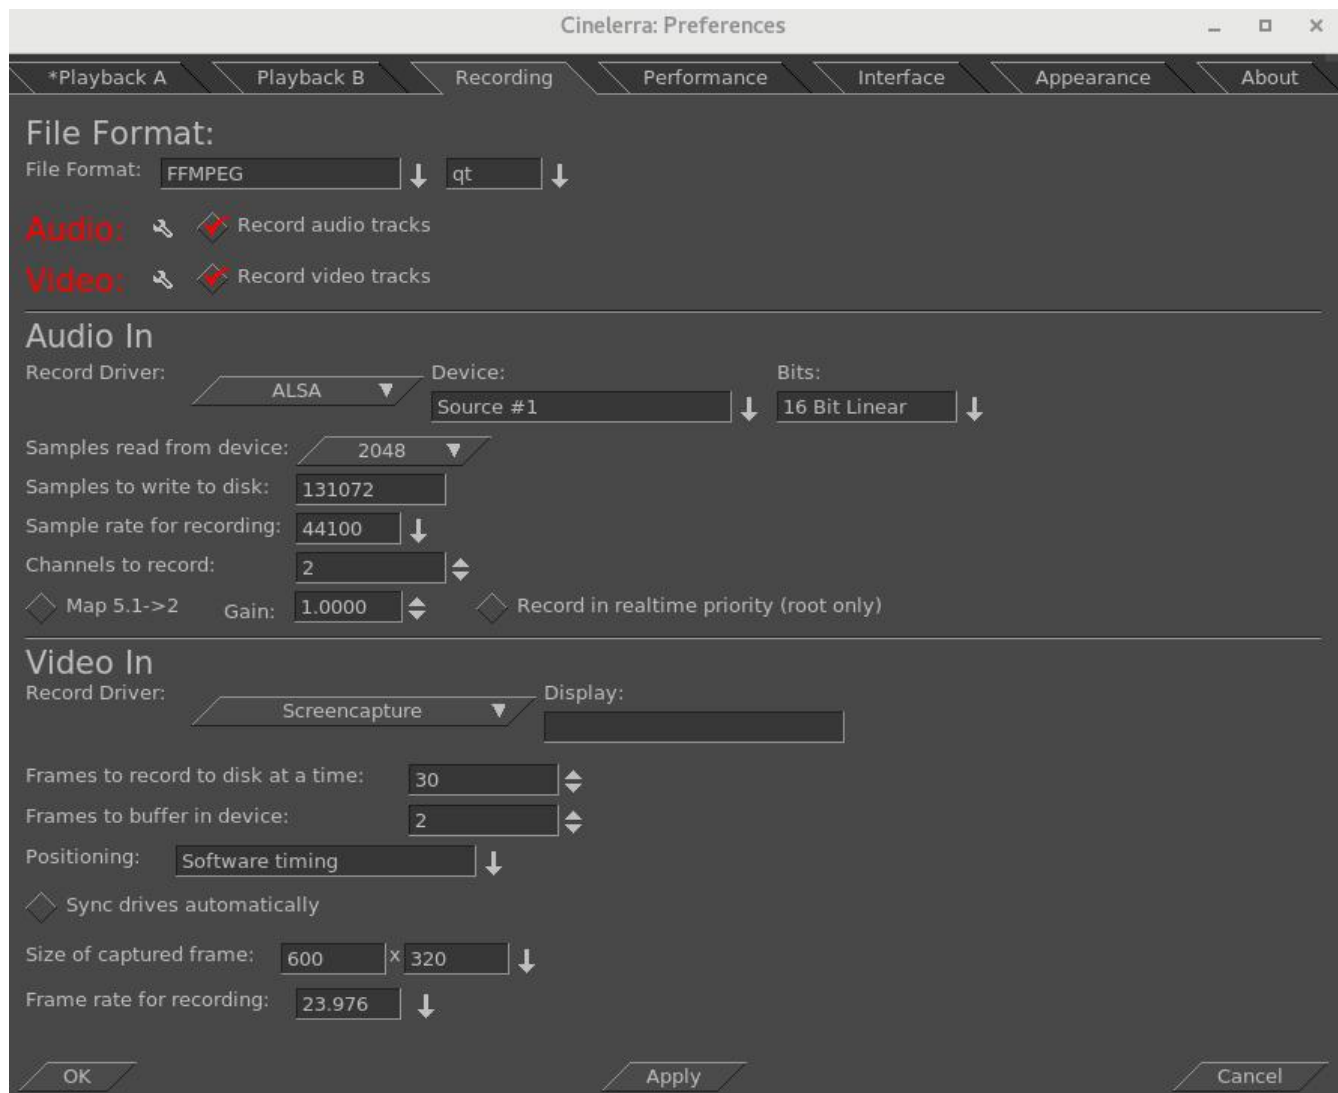 Cinelerra: Preferences
*Playback A Playback B Recording Performance Interface Appearance About
File Format:
File Format: FFMPEG qt
Audio: Record audio tracks
Video: Record video tracks
Audio In
Record Driver: ALSA Device: Source #1 Bits: 16 Bit Linear
Samples read from device: 2048
Samples to write to disk: 131072
Sample rate for recording: 44100
Channels to record: 2
Map 5.1->2 Gain: 1.0000 Record in realtime priority (root only)
Video In
Record Driver: Screencapture Display:
Frames to record to disk at a time: 30
Frames to buffer in device: 2
Positioning: Software timing
Sync drives automatically
Size of captured frame: 600 x 320
Frame rate for recording: 23.976
OK Apply Cancel